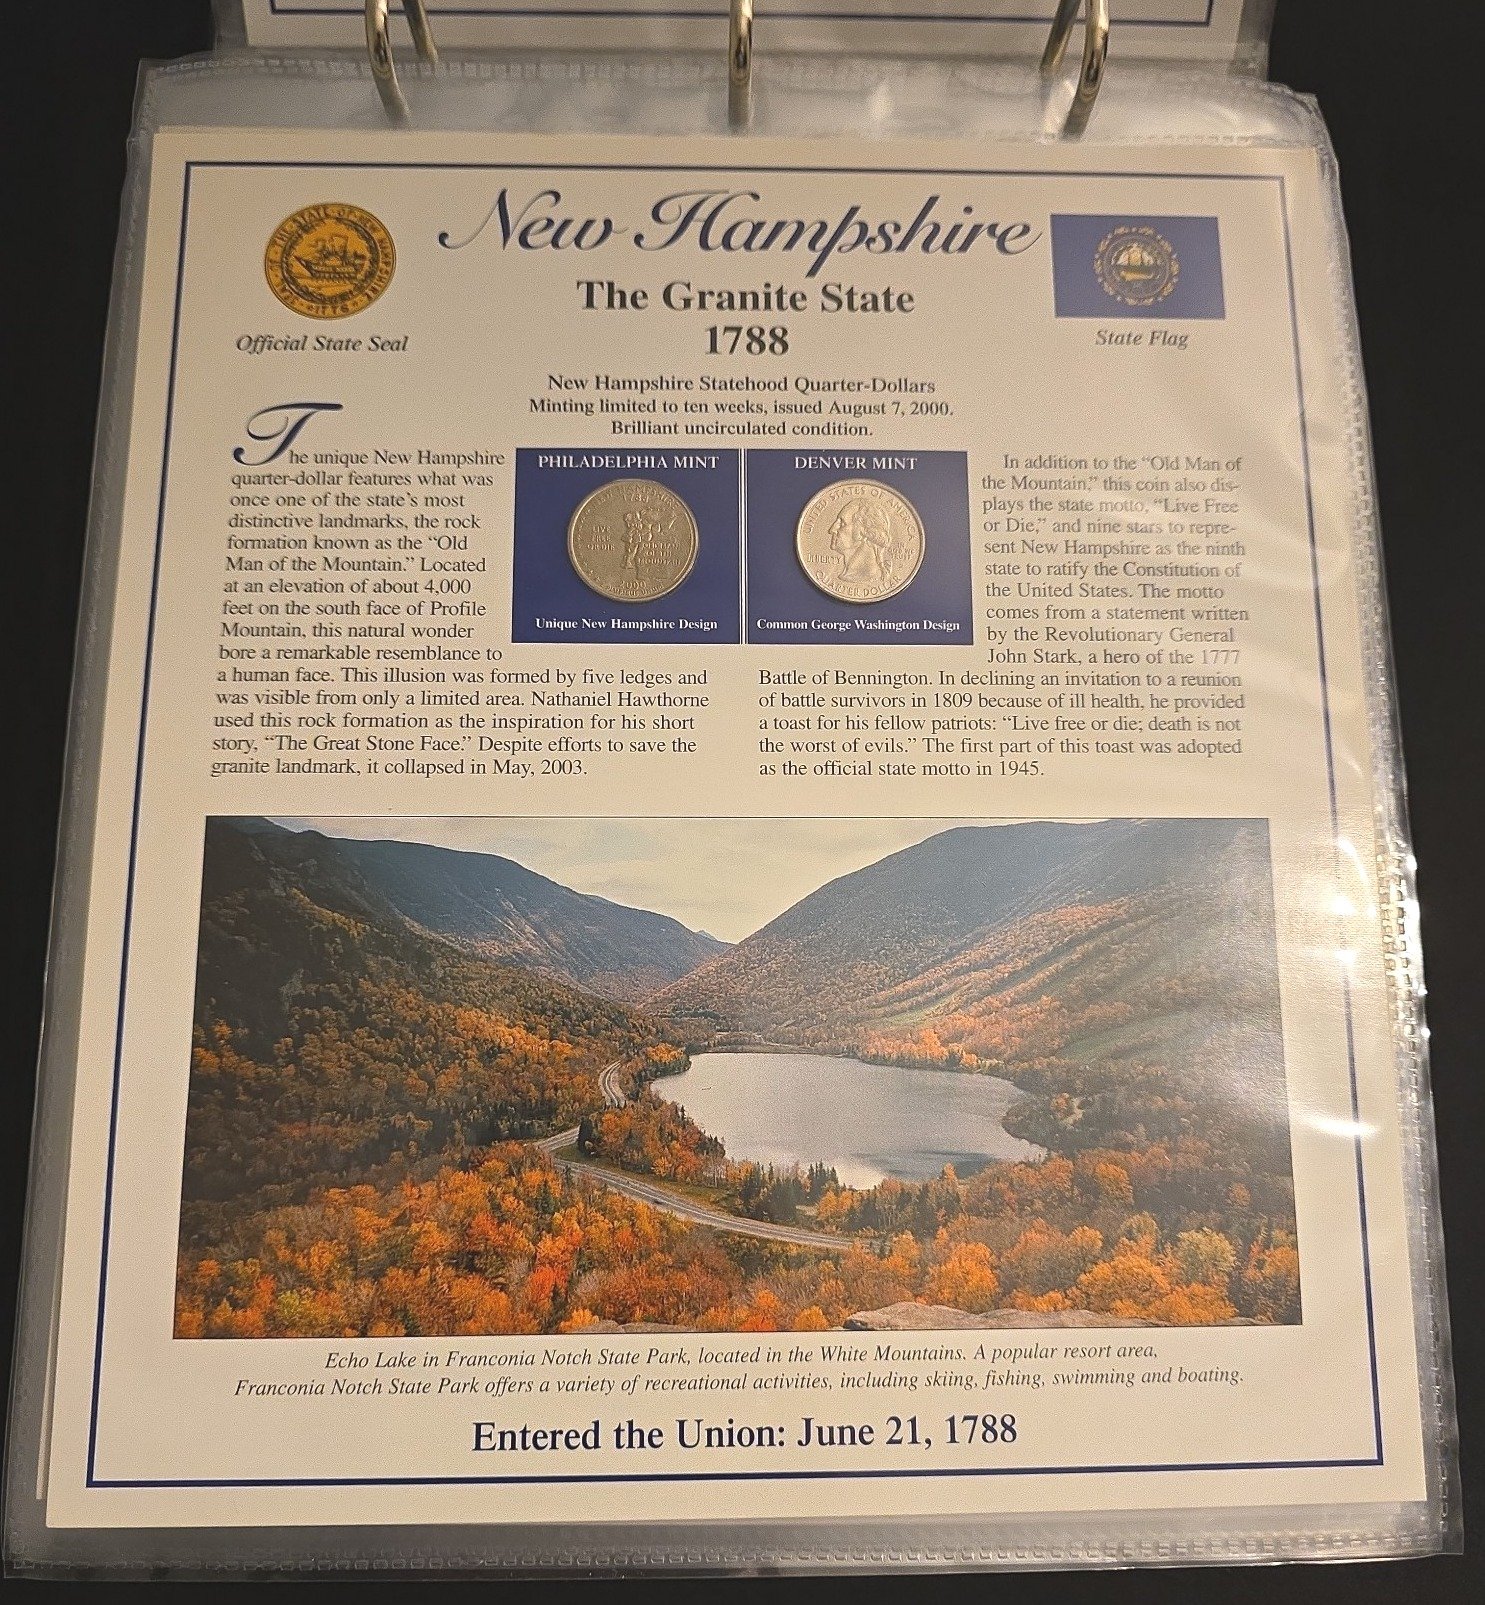 New Hampshire
The Granite State
1788
Official State Seal
State Flag
New Hampshire Statehood Quarter-Dollars
Minting limited to ten weeks, issued August 7, 2000.
Brilliant uncirculated condition.
The unique New Hampshire
quarter-dollar features what was
once one of the state's most
distinctive landmarks, the rock
formation known as the “Old
Man of the Mountain.” Located
at an elevation of about 4,000
feet on the south face of Profile
Mountain, this natural wonder
bore a remarkable resemblance to
a human face. This illusion was formed by five ledges and
was visible from only a limited area. Nathaniel Hawthorne
used this rock formation as the inspiration for his short
story, “The Great Stone Face.” Despite efforts to save the
granite landmark, it collapsed in May, 2003.
PHILADELPHIA MINT
LIVE
FREE
OR DIE
2000
Unique New Hampshire Design
DENVER MINT
UNITED STATES OF AMERICA
LIBERTY
QUARTER DOLLAR
Common George Washington Design
In addition to the “Old Man of
the Mountain,” this coin also dis-
plays the state motto, “Live Free
or Die,” and nine stars to repre-
sent New Hampshire as the ninth
state to ratify the Constitution of
the United States. The motto
comes from a statement written
by the Revolutionary General
John Stark, a hero of the 1777
Battle of Bennington. In declining an invitation to a reunion
of battle survivors in 1809 because of ill health, he provided
a toast for his fellow patriots: “Live free or die; death is not
the worst of evils.” The first part of this toast was adopted
as the official state motto in 1945.
Echo Lake in Franconia Notch State Park, located in the White Mountains. A popular resort area,
Franconia Notch State Park offers a variety of recreational activities, including skiing, fishing, swimming and boating.
Entered the Union: June 21, 1788